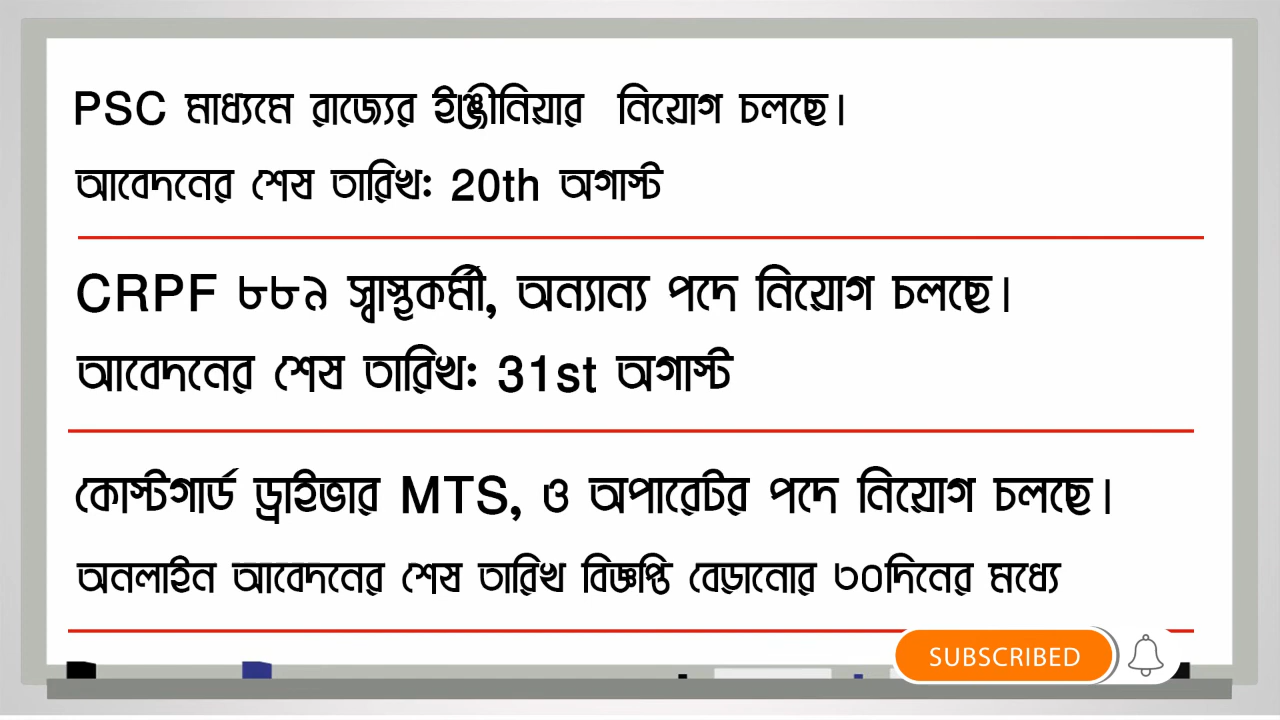 PSC মাধ্যমে রাজ্যের ইঞ্জীনিয়ার নিয়োগ চলছে।
আবেদনের শেষ তারিখঃ 20th অগাস্ট
CRPF ৮৮৯ স্বাস্থকর্মী, অন্যান্য পদে নিয়োগ চলছে।
আবেদনের শেষ তারিখঃ 31st অগাস্ট
কোস্টগার্ড ড্রাইভার MTS, ও অপারেটর পদে নিয়োগ চলছে।
অনলাইন আবেদনের শেষ তারিখ বিজ্ঞপ্তি বেড়ানোর ৩০দিনের মধ্যে
SUBSCRIBED